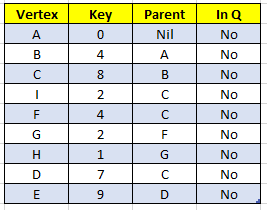 Vertex Key Parent In Q
A 0 Nil No
B 4 A No
C 8 B No
I 2 C No
F 4 C No
G 2 F No
H 1 G No
D 7 C No
E 9 D No